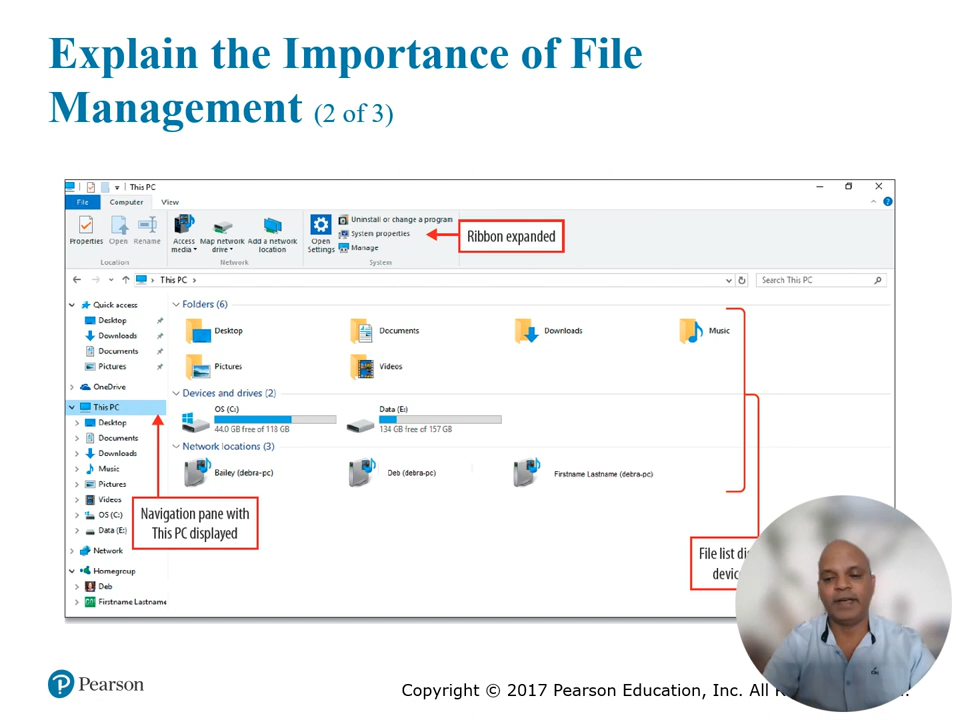 Explain the Importance of File
Management (2 of 3)
This PC
File Computer View
Properties Open Rename
Access media Map network drive Add a network location
Open Settings
Uninstall or change a program
System properties
Manage
Location Network System
Ribbon expanded
This PC
Search This PC
Quick access
Desktop
Downloads
Documents
Pictures
OneDrive
This PC
Desktop
Documents
Downloads
Music
Pictures
Videos
OS (C:)
Data (E:)
Network
Homegroup
Deb
Firstname Lastname
Folders (6)
Desktop Documents Downloads Music
Pictures Videos
Devices and drives (2)
OS (C:) Data (E:)
44.0 GB free of 118 GB 134 GB free of 157 GB
Network locations (3)
Bailey (debra-pc) Deb (debra-pc) Firstname Lastname (debra-pc)
Navigation pane with
This PC displayed
File list
Pearson
Copyright © 2017 Pearson Education, Inc. All